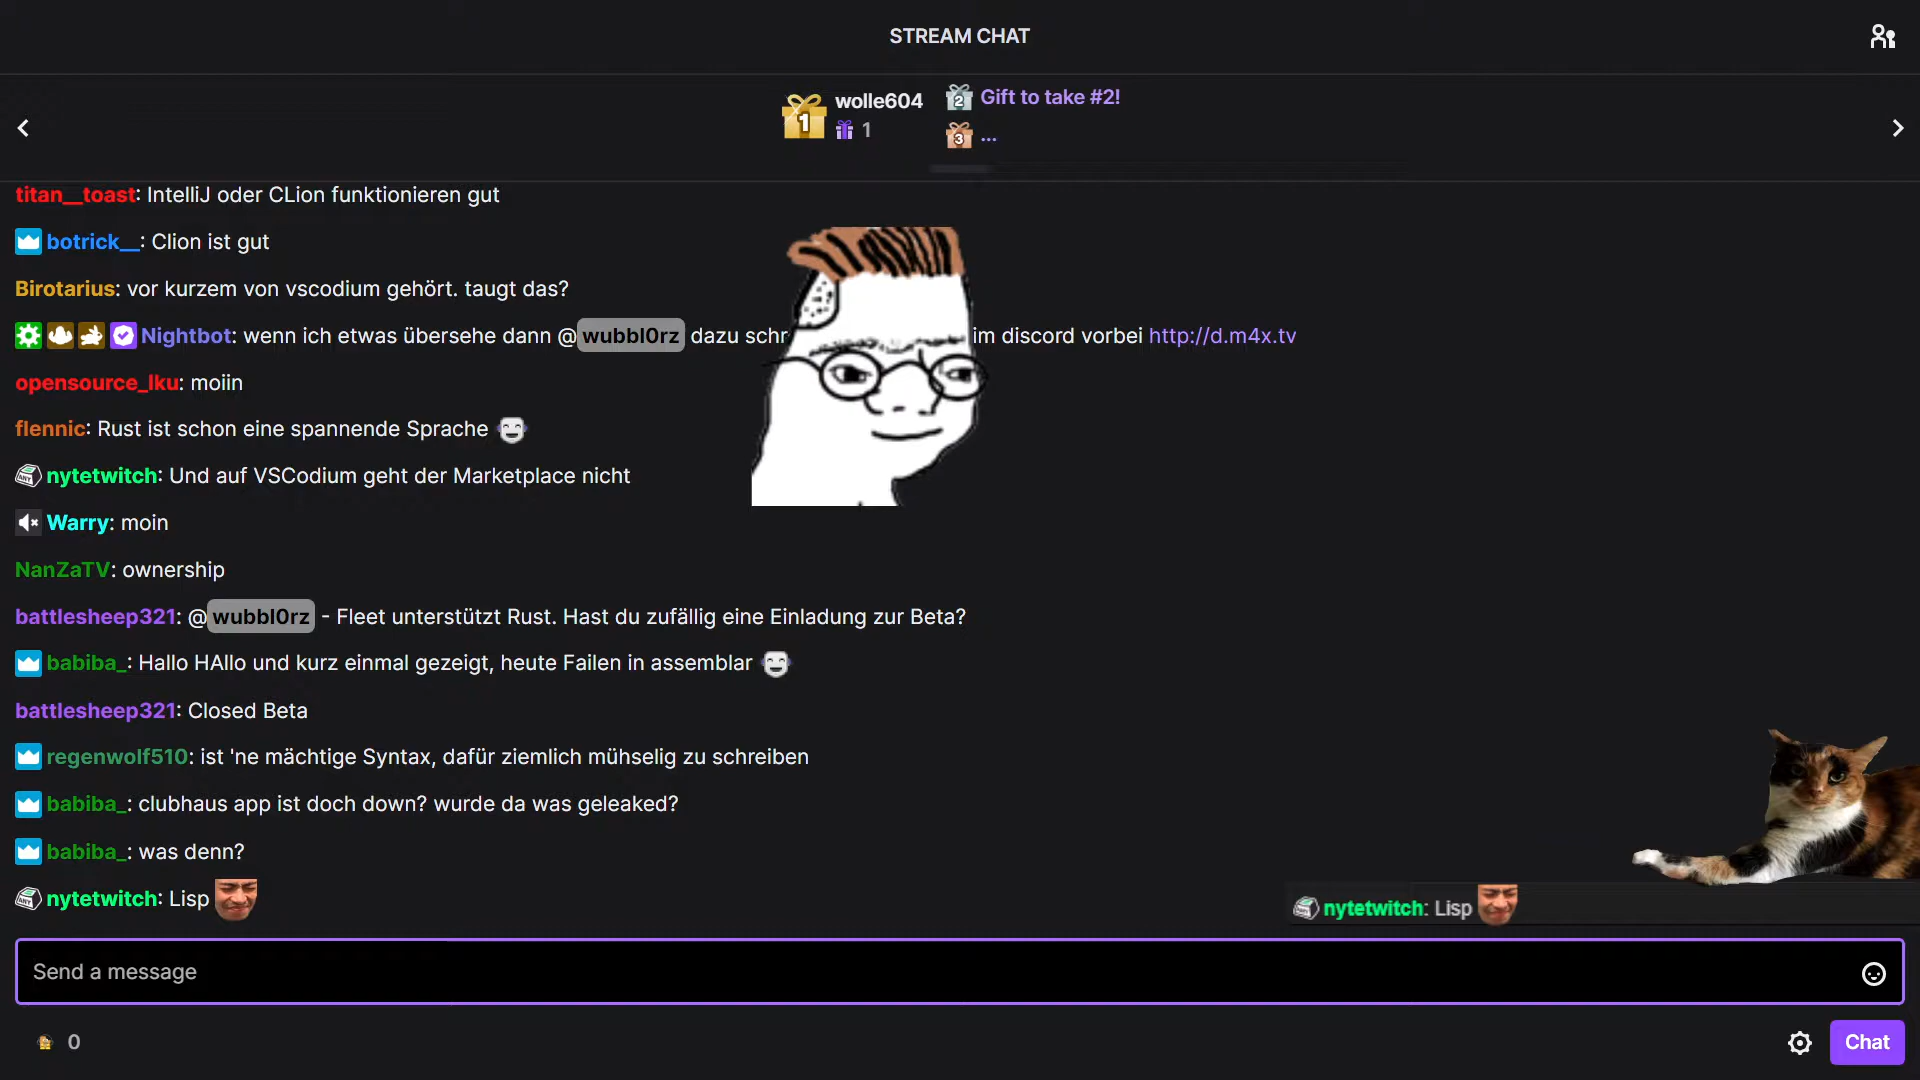 STREAM CHAT
1 wolle604
1
2 Gift to take #2!
3 ...
titan__toast: IntelliJ oder CLion funktionieren gut
botrick__: Clion ist gut
Birotarius: vor kurzem von vscodium gehört. taugt das?
Nightbot: wenn ich etwas übersehe dann @wubbl0rz dazu schr im discord vorbei http://d.m4x.tv
opensource_lku: moiin
flennic: Rust ist schon eine spannende Sprache
nytetwitch: Und auf VSCodium geht der Marketplace nicht
Warry: moin
NanZaTV: ownership
battlesheep321: @wubbl0rz - Fleet unterstützt Rust. Hast du zufällig eine Einladung zur Beta?
babiba_: Hallo HAllo und kurz einmal gezeigt, heute Failen in assemblar
battlesheep321: Closed Beta
regenwolf510: ist 'ne mächtige Syntax, dafür ziemlich mühselig zu schreiben
babiba_: clubhaus app ist doch down? wurde da was geleaked?
babiba_: was denn?
nytetwitch: Lisp
nytetwitch: Lisp
Send a message
0
Chat